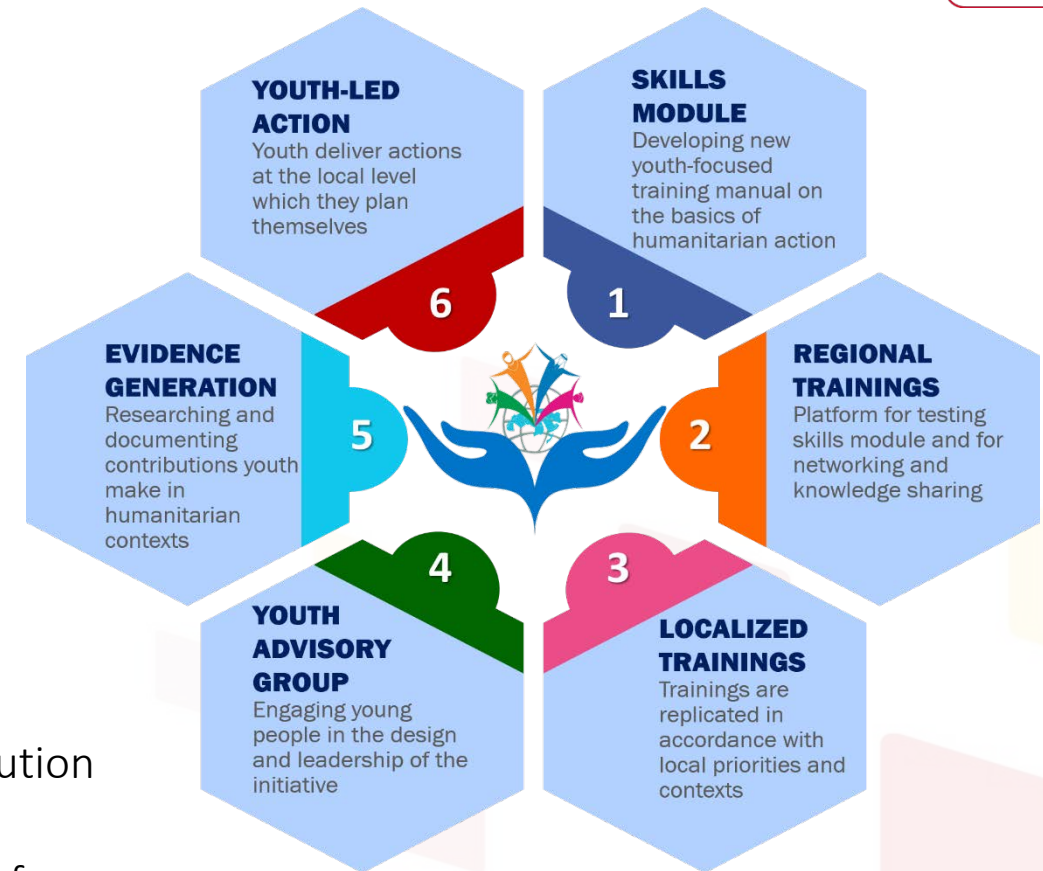 YOUTH-LED
ACTION
Youth deliver actions
at the local level
which they plan
themselves
6
SKILLS
MODULE
Developing new
youth-focused
training manual on
the basics of
humanitarian action
1
REGIONAL
TRAININGS
Platform for testing
skills module and for
networking and
knowledge sharing
2
LOCALIZED
TRAININGS
Trainings are
replicated in
accordance with
local priorities and
contexts
3
YOUTH
ADVISORY
GROUP
Engaging young
people in the design
and leadership of the
initiative
4
EVIDENCE
GENERATION
Researching and
documenting
contributions youth
make in
humanitarian
contexts
5
ution